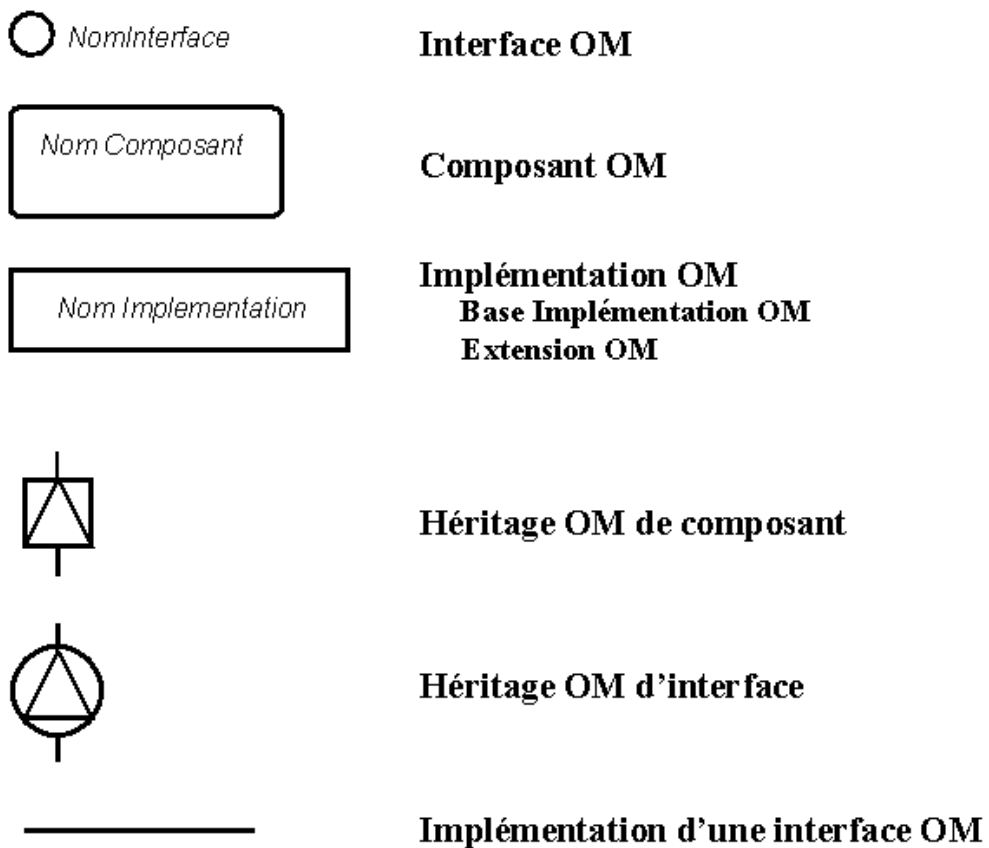 NomInterface Interface OM
Nom Composant
Composant OM
Implémentation OM
Nom Implementation Base Implémentation OM
Extension OM
Héritage OM de composant
Héritage OM d’interface
Implémentation d’une interface OM